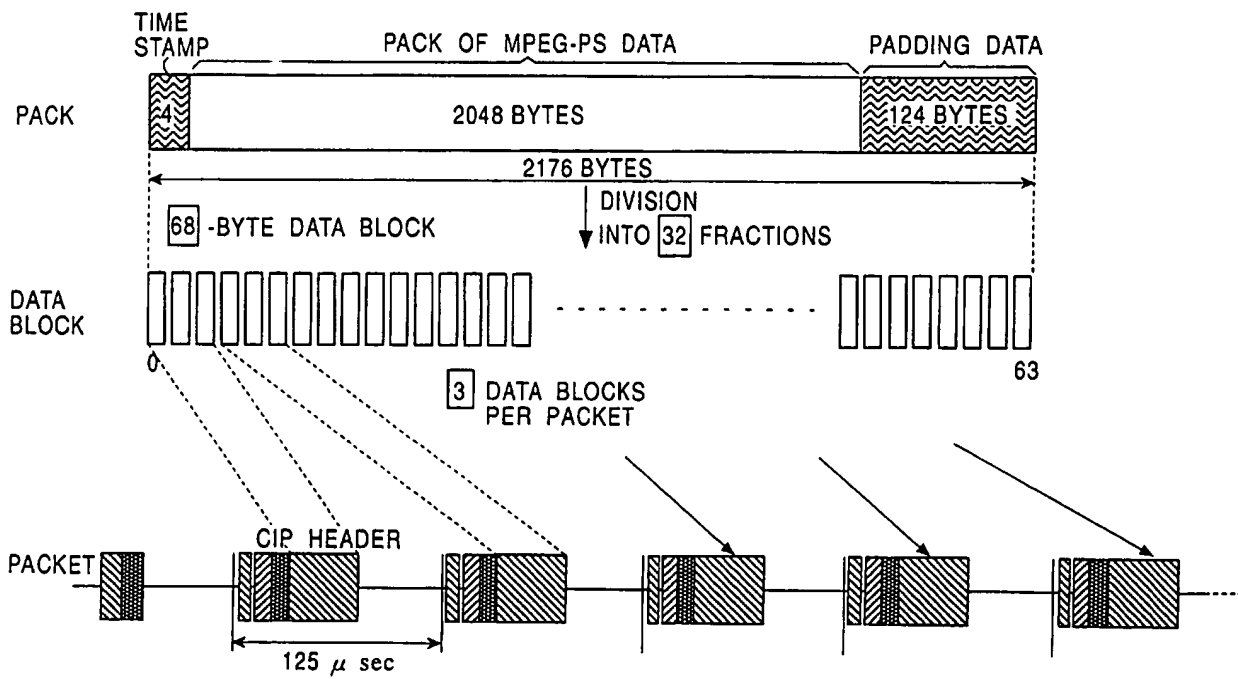 TIME
STAMP
PACK OF MPEG-PS DATA
PADDING DATA
PACK
4
2048 BYTES
124 BYTES
2176 BYTES
68 -BYTE DATA BLOCK
DIVISION
INTO 32 FRACTIONS
DATA
BLOCK
0
63
3 DATA BLOCKS
PER PACKET
CIP HEADER
PACKET
125 μ sec